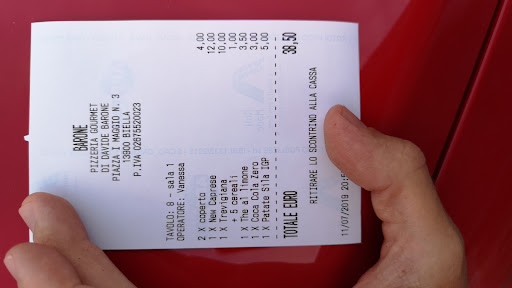 BARONE
PIZZERIA GOURMET
DI DAVIDE BARONE
PIAZZA I MAGGIO N. 3
13900 BIELLA
P.IVA 02675520023
TAVOLO: 8 - sala 1
OPERATORE: Vanessa
2 X coperto 4,00
1 X New Caprese 12,00
1 X Trevigiana 10,00
* 5 cereali 1,00
1 X The al limone 3,50
1 X Coca Cola Zero 3,00
1 X Patate Sila IGP 5,00
TOTALE EURO 38,50
RITIRARE LO SCONTRINO ALLA CASSA
11/07/2019